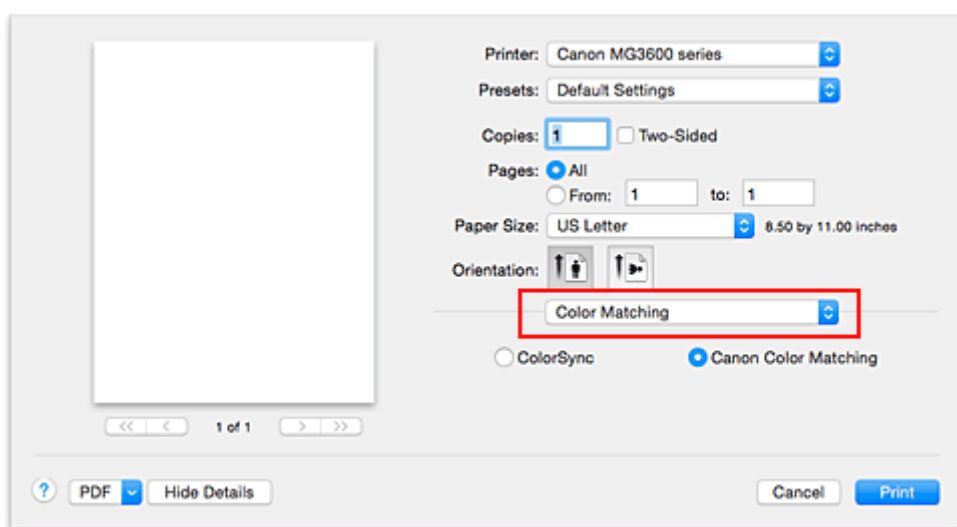 Printer: Canon MG3600 series
Presets: Default Settings
Copies: 1 Two-Sided
Pages: All
From: 1 to: 1
Paper Size: US Letter 8.50 by 11.00 inches
Orientation:
Color Matching
ColorSync Canon Color Matching
<< < 1 of 1 > >>
? PDF Hide Details Cancel Print